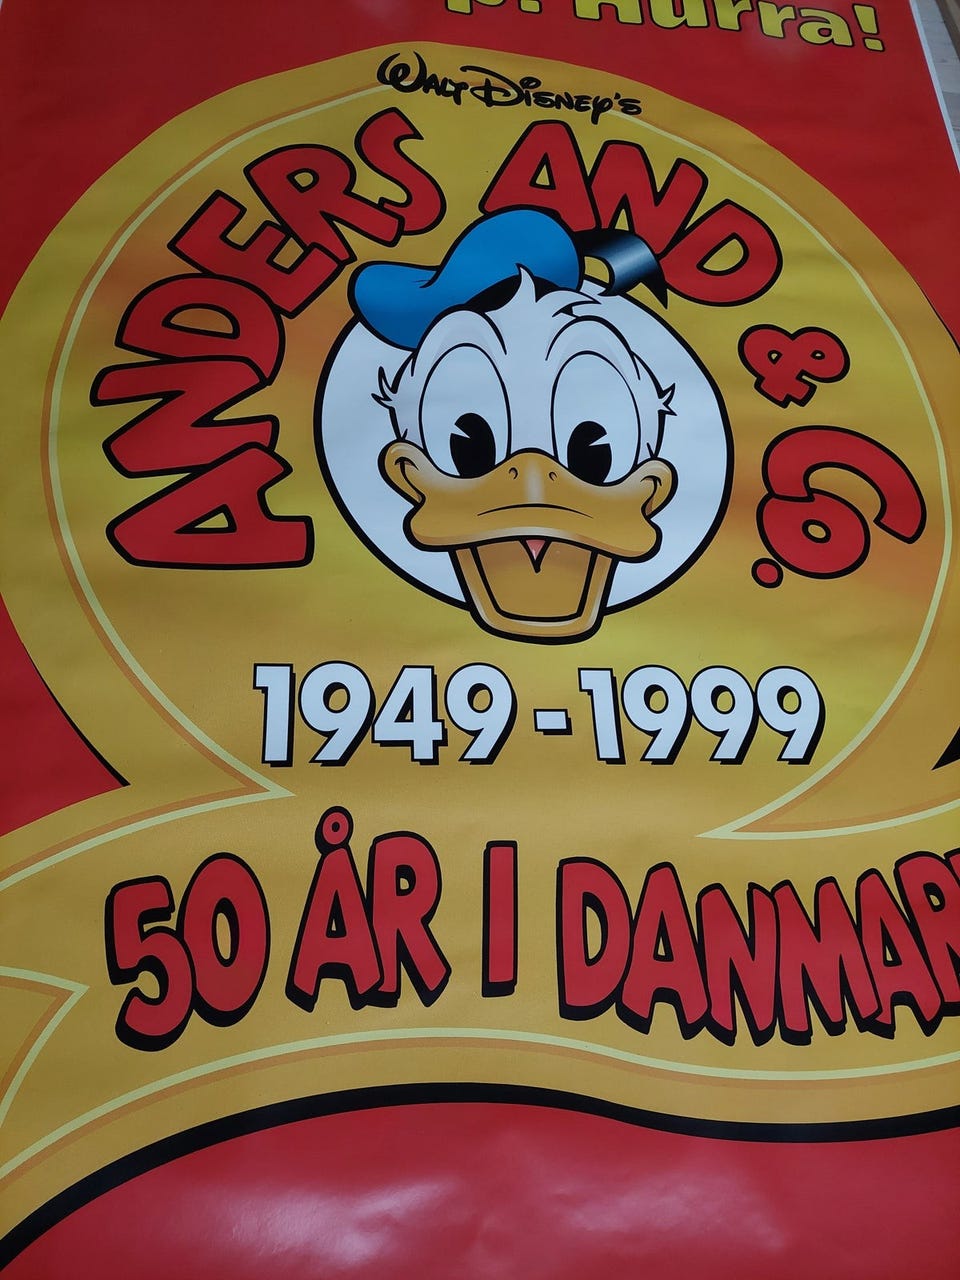 Hurra!
WALT DISNEY'S
ANDERS AND & Co.
1949-1999
50 ÅR I DANMAR